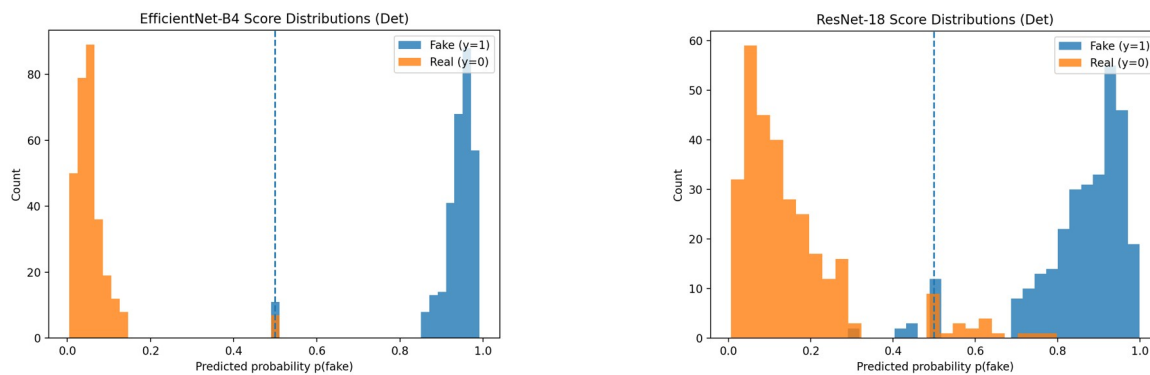 EfficientNet-B4 Score Distributions (Det)
Fake (y=1)
Real (y=0)
80
60
40
20
0
Count
0.0 0.2 0.4 0.6 0.8 1.0
Predicted probability p(fake)
ResNet-18 Score Distributions (Det)
Fake (y=1)
Real (y=0)
60
50
40
30
20
10
0
Count
0.0 0.2 0.4 0.6 0.8 1.0
Predicted probability p(fake)